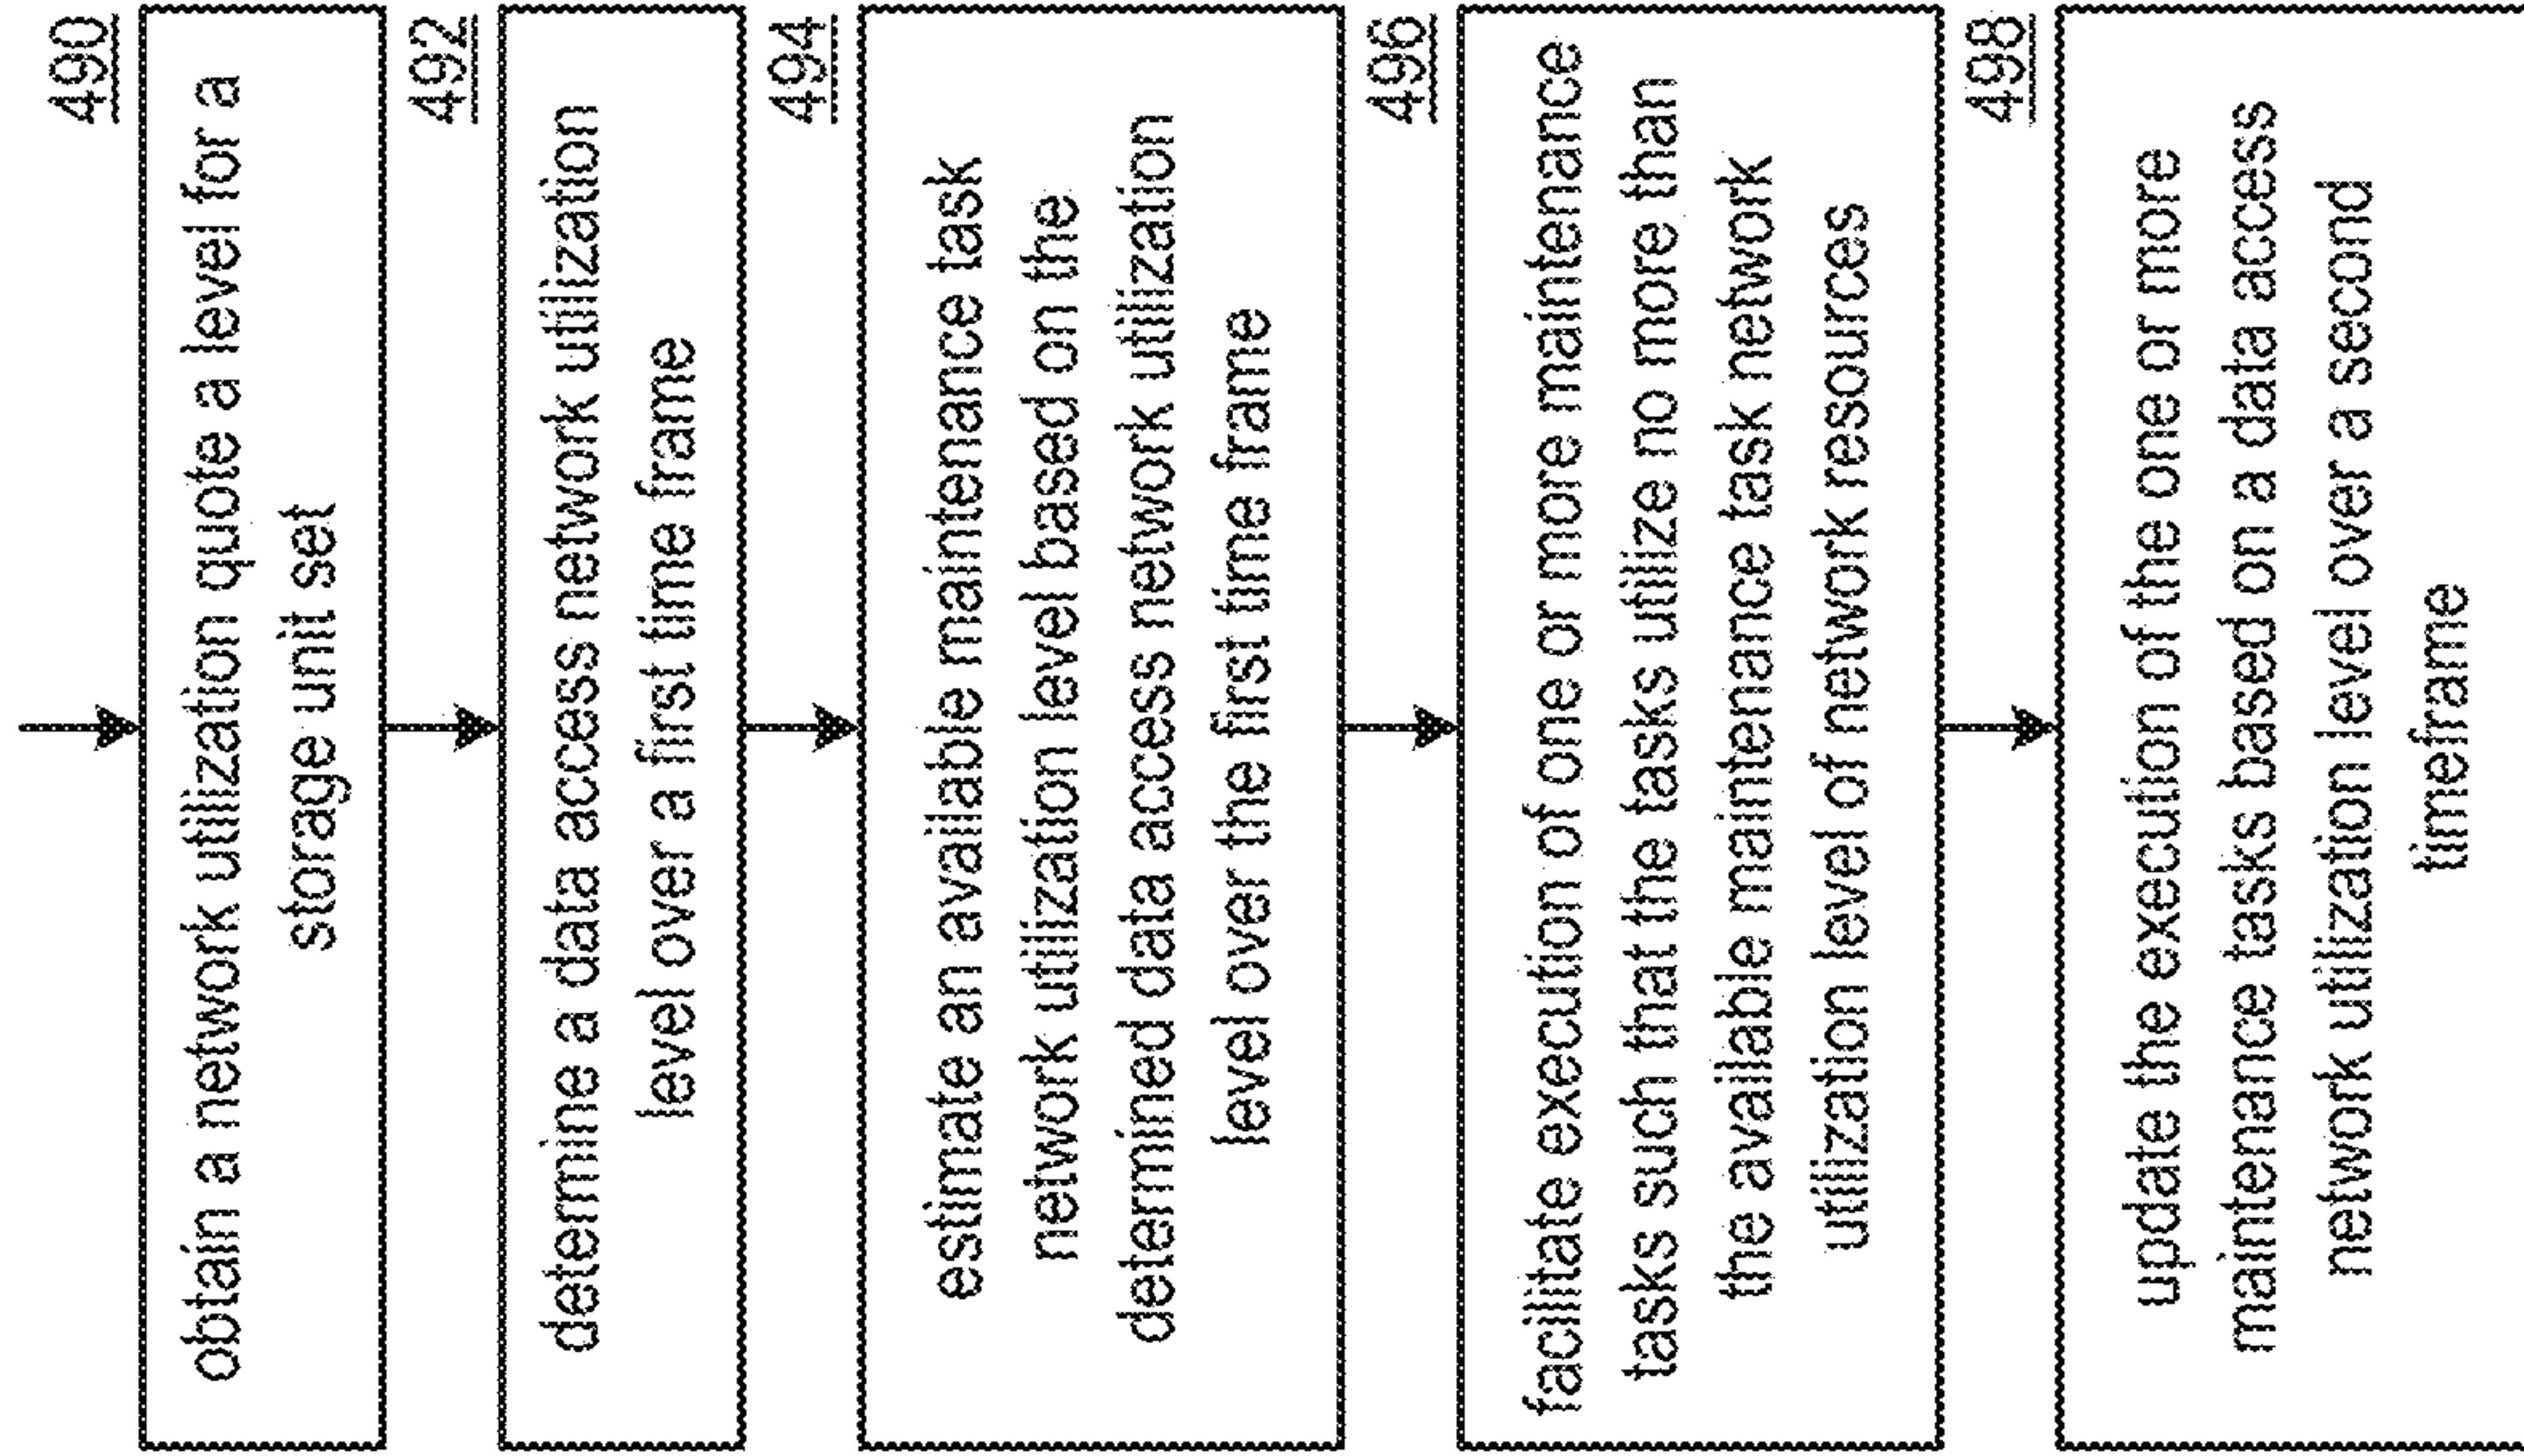 490
obtain a network utilization quote a level for a
storage unit set
492
determine a data access network utilization
level over a first time frame
494
estimate an available maintenance task
network utilization level based on the
determined data access network utilization
level over the first time frame
496
facilitate execution of one or more maintenance
tasks such that the tasks utilize no more than
the available maintenance task network
utilization level of network resources
498
update the execution of the one or more
maintenance tasks based on a data access
network utilization level over a second
timeframe